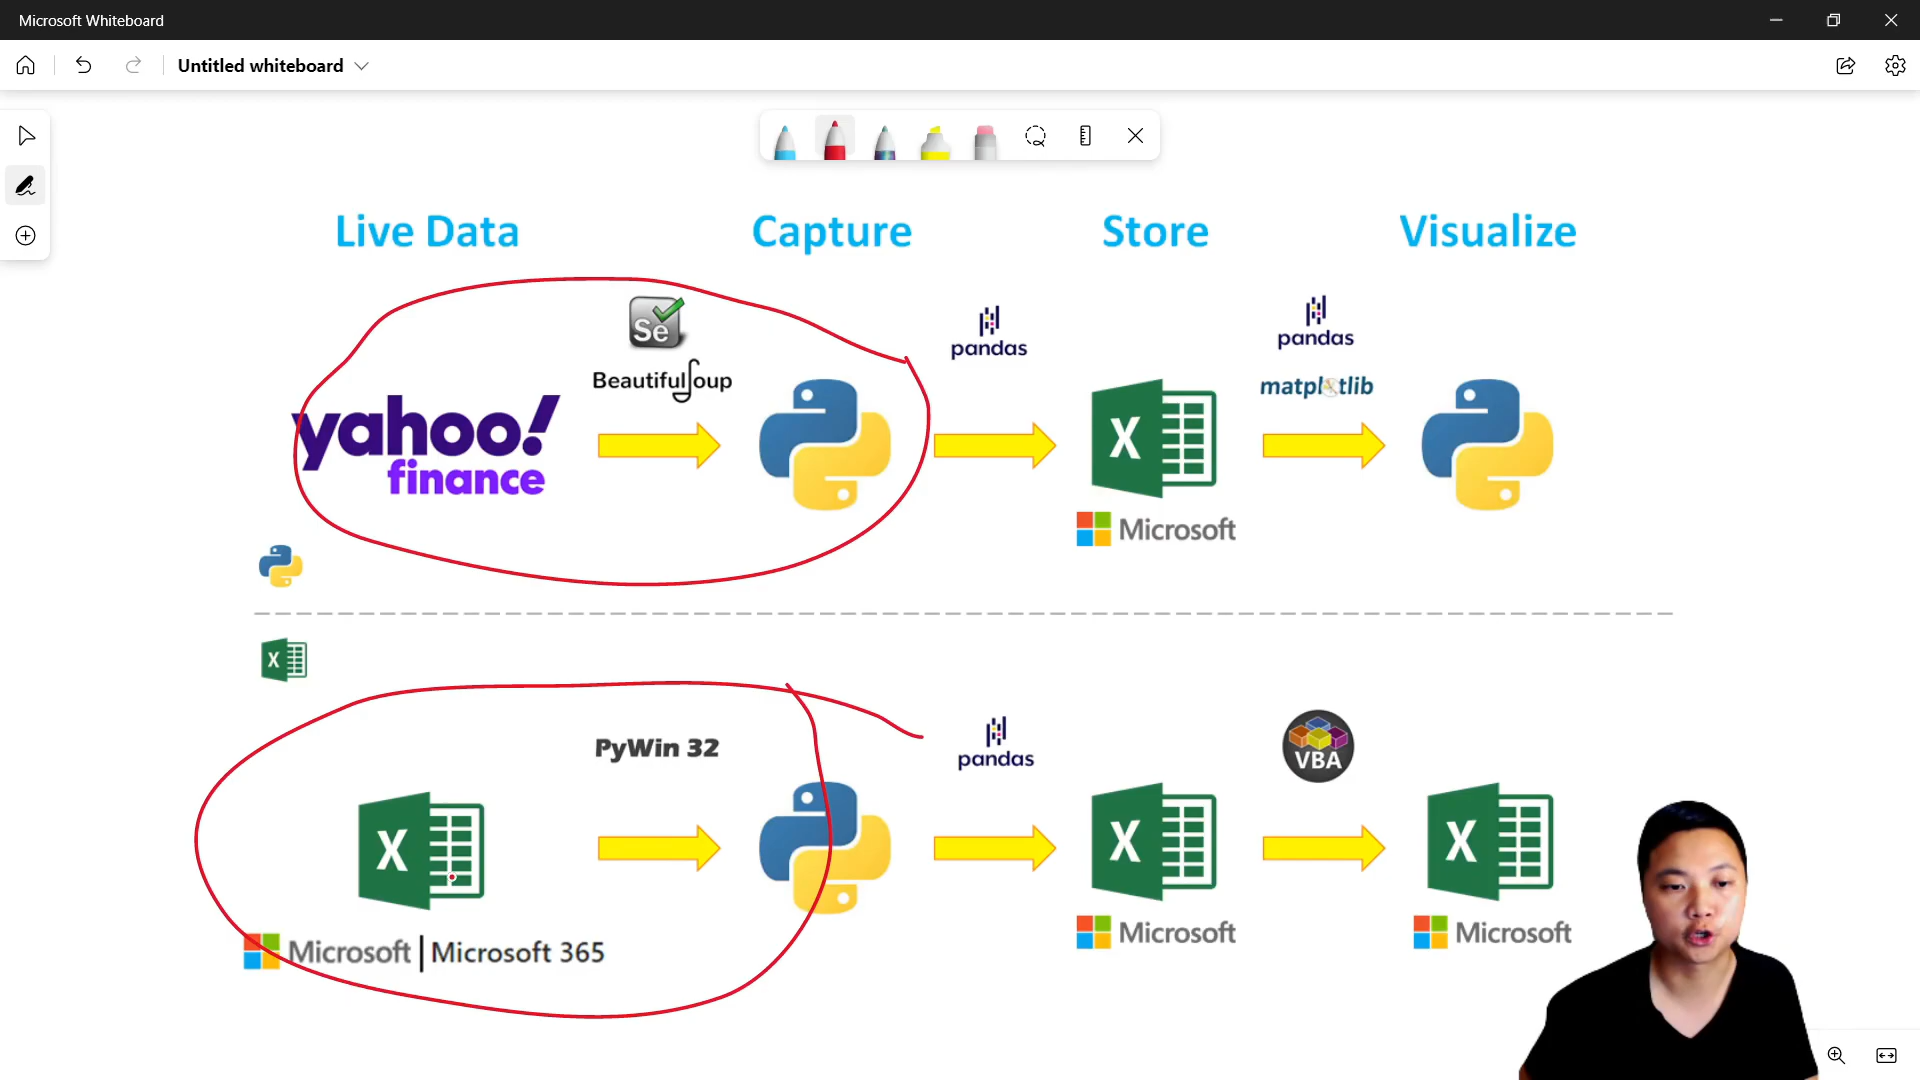 Microsoft Whiteboard
Untitled whiteboard
Live Data
Capture
Store
Visualize
Se
BeautifulSoup
pandas
pandas
matplotlib
yahoo!
finance
X
Microsoft
X
PyWin 32
pandas
VBA
X
X
X
Microsoft | Microsoft 365
Microsoft
Microsoft